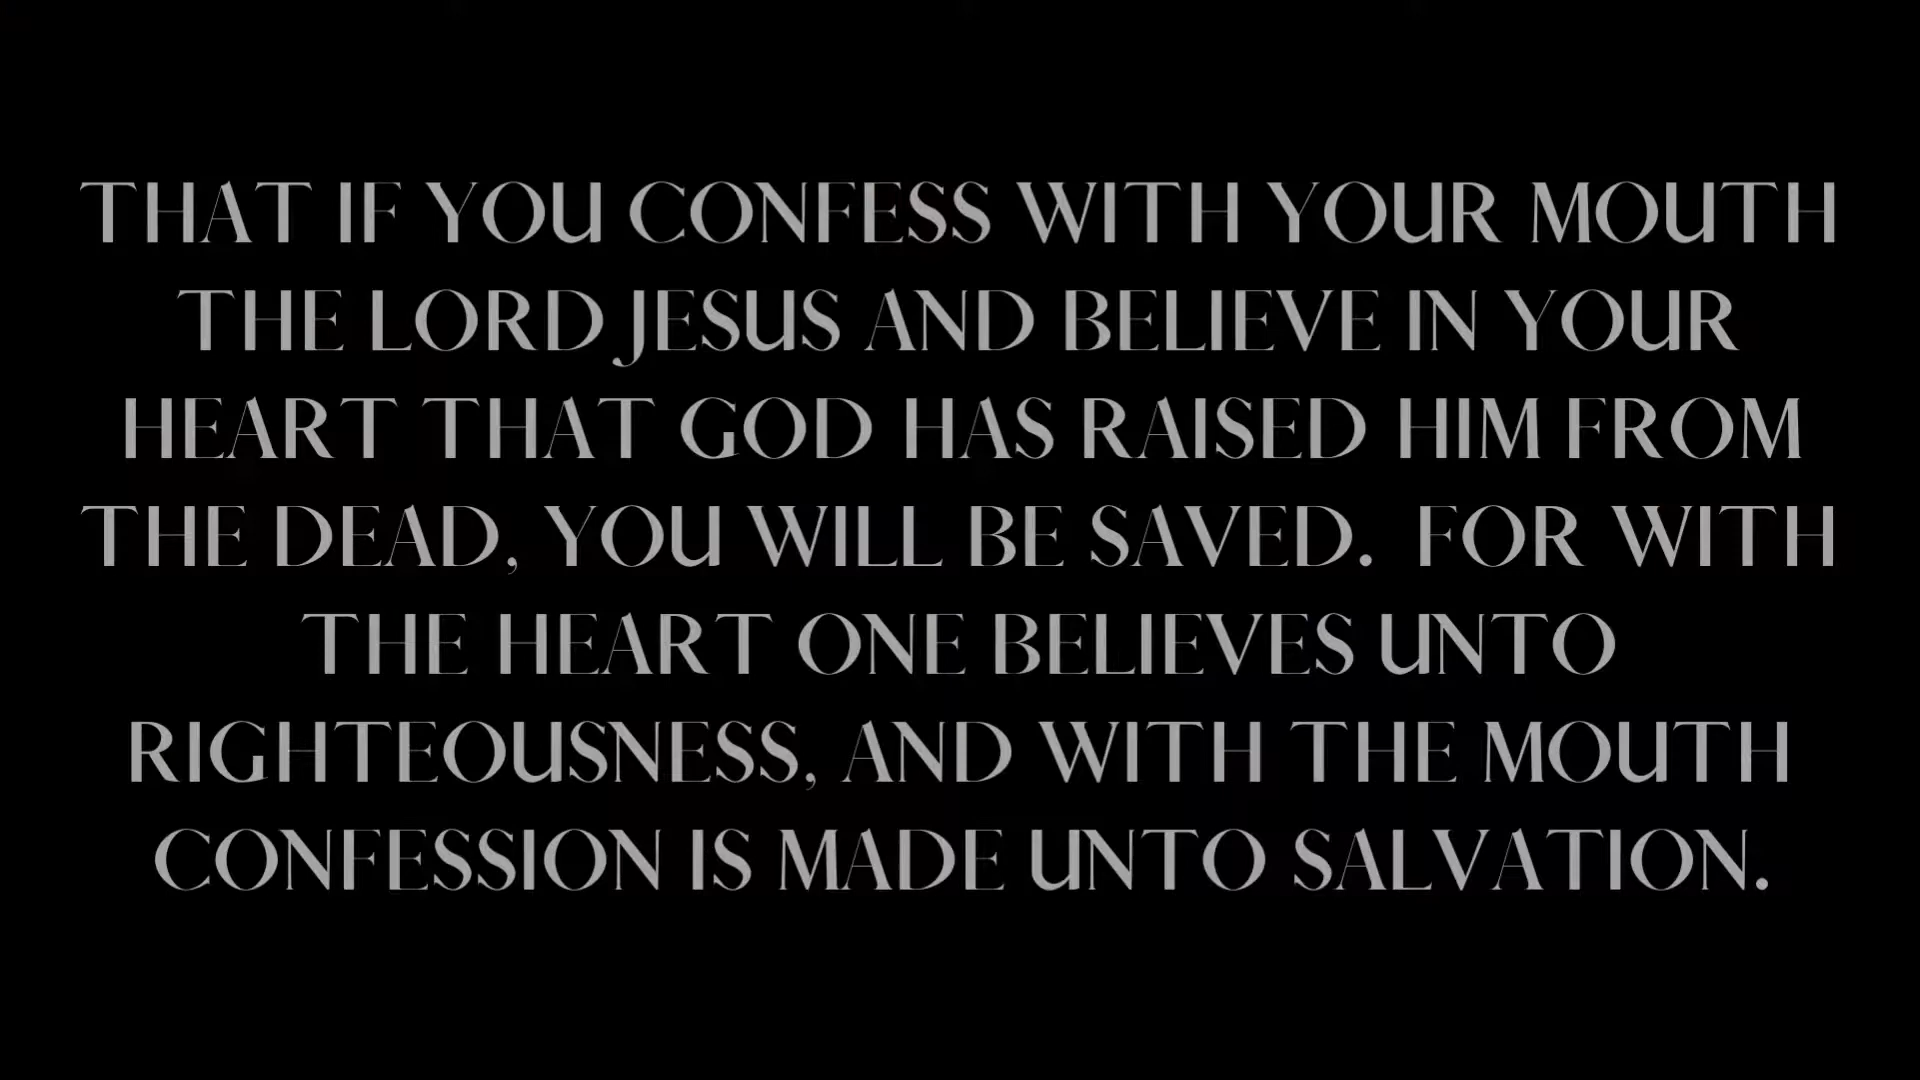 THAT IF YOU CONFESS WITH YOUR MOUTH
THE LORD JESUS AND BELIEVE IN YOUR
HEART THAT GOD HAS RAISED HIM FROM
THE DEAD, YOU WILL BE SAVED.  FOR WITH
THE HEART ONE BELIEVES UNTO
RIGHTEOUSNESS, AND WITH THE MOUTH
CONFESSION IS MADE UNTO SALVATION.